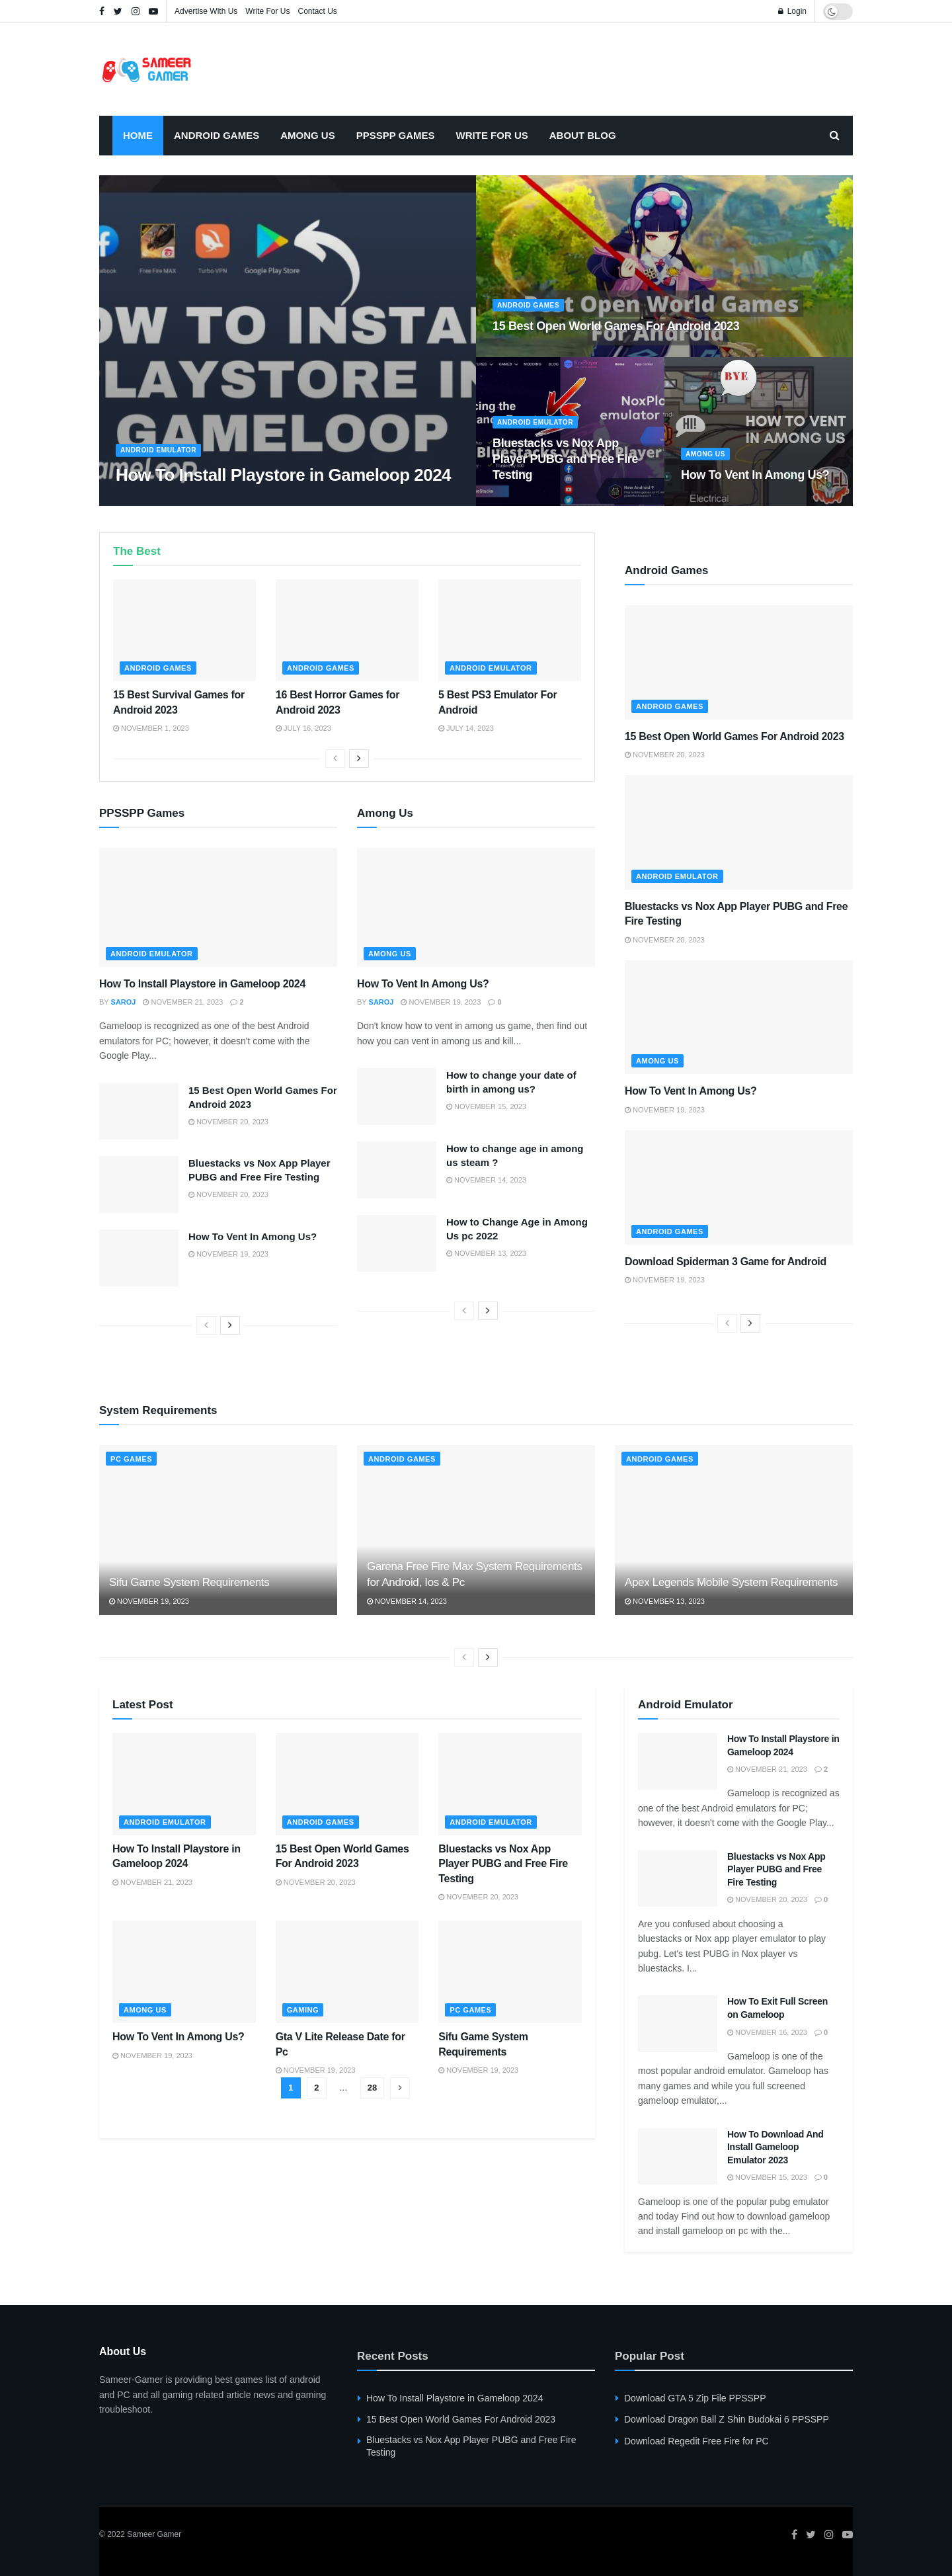 Advertise With Us Write For Us Contact Us
Login
SAMEER
GAMER
HOME ANDROID GAMES AMONG US PPSSPP GAMES WRITE FOR US ABOUT BLOG
Free Fire MAX Turbo VPN Google Play Store
HOW TO INSTALL
PLAYSTORE IN
GAMELOOP
ANDROID EMULATOR
How To Install Playstore in Gameloop 2024
Best Open World Games
For Android
ANDROID GAMES
15 Best Open World Games For Android 2023
NoxPlayer
ANDROID EMULATOR
Bluestacks vs Nox App
Player PUBG and Free Fire
Testing
BYE
HI!
HOW TO VENT
IN AMONG US
Electrical
AMONG US
How To Vent In Among Us?
The Best
ANDROID GAMES
15 Best Survival Games for
Android 2023
NOVEMBER 1, 2023
ANDROID GAMES
16 Best Horror Games for
Android 2023
JULY 16, 2023
ANDROID EMULATOR
5 Best PS3 Emulator For
Android
JULY 14, 2023
PPSSPP Games
ANDROID EMULATOR
How To Install Playstore in Gameloop 2024
BY SAROJ NOVEMBER 21, 2023 2
Gameloop is recognized as one of the best Android
emulators for PC; however, it doesn't come with the
Google Play...
15 Best Open World Games For
Android 2023
NOVEMBER 20, 2023
Bluestacks vs Nox App Player
PUBG and Free Fire Testing
NOVEMBER 20, 2023
How To Vent In Among Us?
NOVEMBER 19, 2023
Among Us
AMONG US
How To Vent In Among Us?
BY SAROJ NOVEMBER 19, 2023 0
Don't know how to vent in among us game, then find out
how you can vent in among us and kill...
How to change your date of
birth in among us?
NOVEMBER 15, 2023
How to change age in among
us steam ?
NOVEMBER 14, 2023
How to Change Age in Among
Us pc 2022
NOVEMBER 13, 2023
Android Games
ANDROID GAMES
15 Best Open World Games For Android 2023
NOVEMBER 20, 2023
ANDROID EMULATOR
Bluestacks vs Nox App Player PUBG and Free
Fire Testing
NOVEMBER 20, 2023
AMONG US
How To Vent In Among Us?
NOVEMBER 19, 2023
ANDROID GAMES
Download Spiderman 3 Game for Android
NOVEMBER 19, 2023
System Requirements
PC GAMES
Sifu Game System Requirements
NOVEMBER 19, 2023
ANDROID GAMES
Garena Free Fire Max System Requirements
for Android, Ios & Pc
NOVEMBER 14, 2023
ANDROID GAMES
Apex Legends Mobile System Requirements
NOVEMBER 13, 2023
Latest Post
ANDROID EMULATOR
How To Install Playstore in
Gameloop 2024
NOVEMBER 21, 2023
ANDROID GAMES
15 Best Open World Games
For Android 2023
NOVEMBER 20, 2023
ANDROID EMULATOR
Bluestacks vs Nox App
Player PUBG and Free Fire
Testing
NOVEMBER 20, 2023
AMONG US
How To Vent In Among Us?
NOVEMBER 19, 2023
GAMING
Gta V Lite Release Date for
Pc
NOVEMBER 19, 2023
PC GAMES
Sifu Game System
Requirements
NOVEMBER 19, 2023
1 2 … 28
Android Emulator
How To Install Playstore in
Gameloop 2024
NOVEMBER 21, 2023 2
Gameloop is recognized as
one of the best Android emulators for PC;
however, it doesn't come with the Google Play...
Bluestacks vs Nox App
Player PUBG and Free
Fire Testing
NOVEMBER 20, 2023 0
Are you confused about choosing a
bluestacks or Nox app player emulator to play
pubg. Let's test PUBG in Nox player vs
bluestacks. I...
How To Exit Full Screen
on Gameloop
NOVEMBER 16, 2023 0
Gameloop is one of the
most popular android emulator. Gameloop has
many games and while you full screened
gameloop emulator,...
How To Download And
Install Gameloop
Emulator 2023
NOVEMBER 15, 2023 0
Gameloop is one of the popular pubg emulator
and today Find out how to download gameloop
and install gameloop on pc with the...
About Us
Sameer-Gamer is providing best games list of android
and PC and all gaming related article news and gaming
troubleshoot.
Recent Posts
How To Install Playstore in Gameloop 2024
15 Best Open World Games For Android 2023
Bluestacks vs Nox App Player PUBG and Free Fire
Testing
Popular Post
Download GTA 5 Zip File PPSSPP
Download Dragon Ball Z Shin Budokai 6 PPSSPP
Download Regedit Free Fire for PC
© 2022 Sameer Gamer